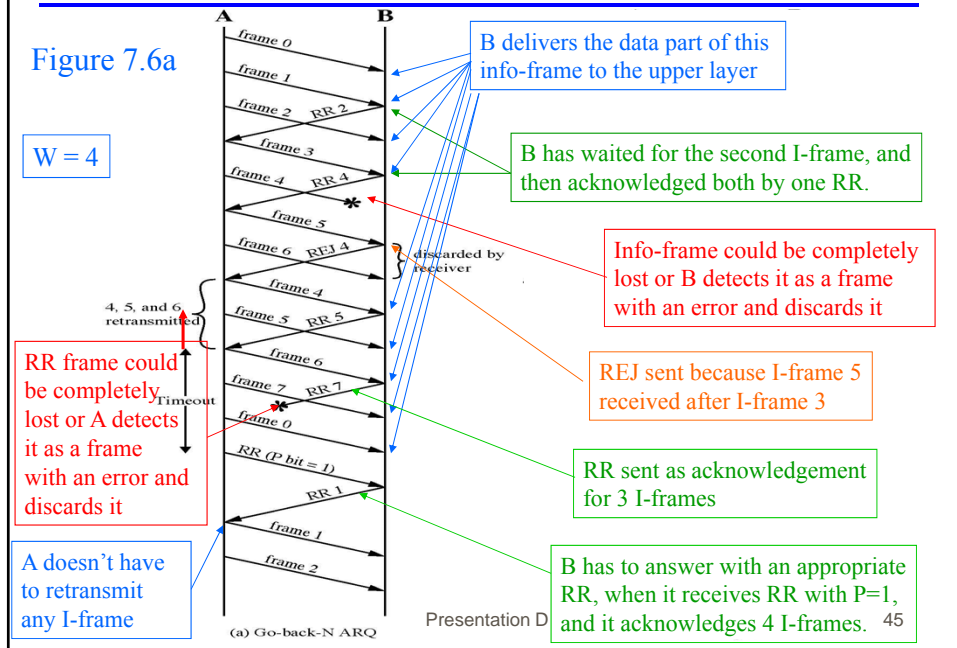 A
B
Figure 7.6a
W = 4
frame 0
frame 1
frame 2
RR 2
frame 3
frame 4
RR 4
*
frame 5
frame 6
REJ 4
discarded by
receiver
frame 4
4, 5, and 6
retransmitted
frame 5
RR 5
frame 6
Timeout
frame 7
RR 7
*
frame 0
RR (P bit = 1)
RR 1
frame 1
frame 2
(a) Go-back-N ARQ
B delivers the data part of this
info-frame to the upper layer
B has waited for the second I-frame, and
then acknowledged both by one RR.
Info-frame could be completely
lost or B detects it as a frame
with an error and discards it
REJ sent because I-frame 5
received after I-frame 3
RR frame could
be completely
lost or A detects
it as a frame
with an error and
discards it
RR sent as acknowledgement
for 3 I-frames
A doesn't have
to retransmit
any I-frame
B has to answer with an appropriate
RR, when it receives RR with P=1,
and it acknowledges 4 I-frames.
Presentation D
45